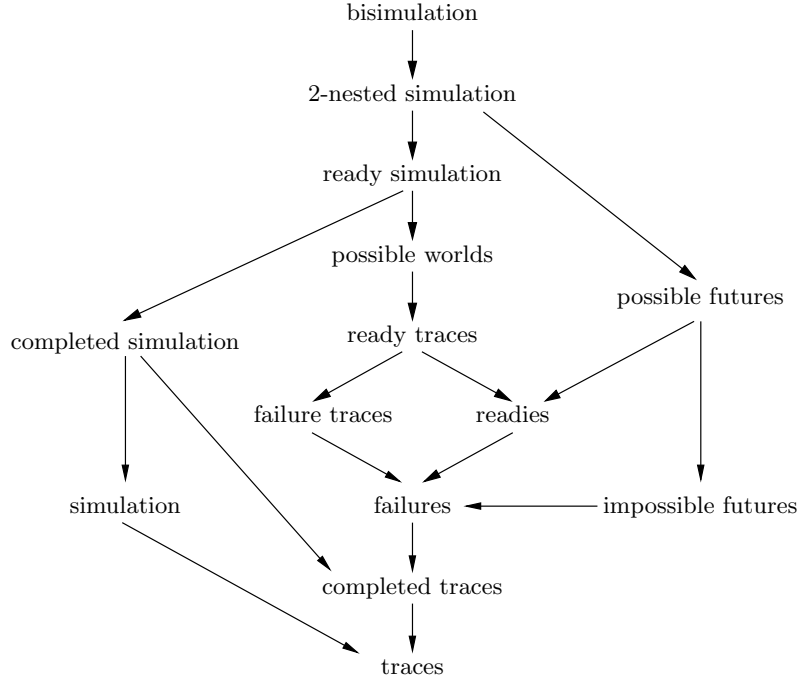 bisimulation
2-nested simulation
ready simulation
possible worlds
possible futures
completed simulation
ready traces
failure traces
readies
simulation
failures
impossible futures
completed traces
traces